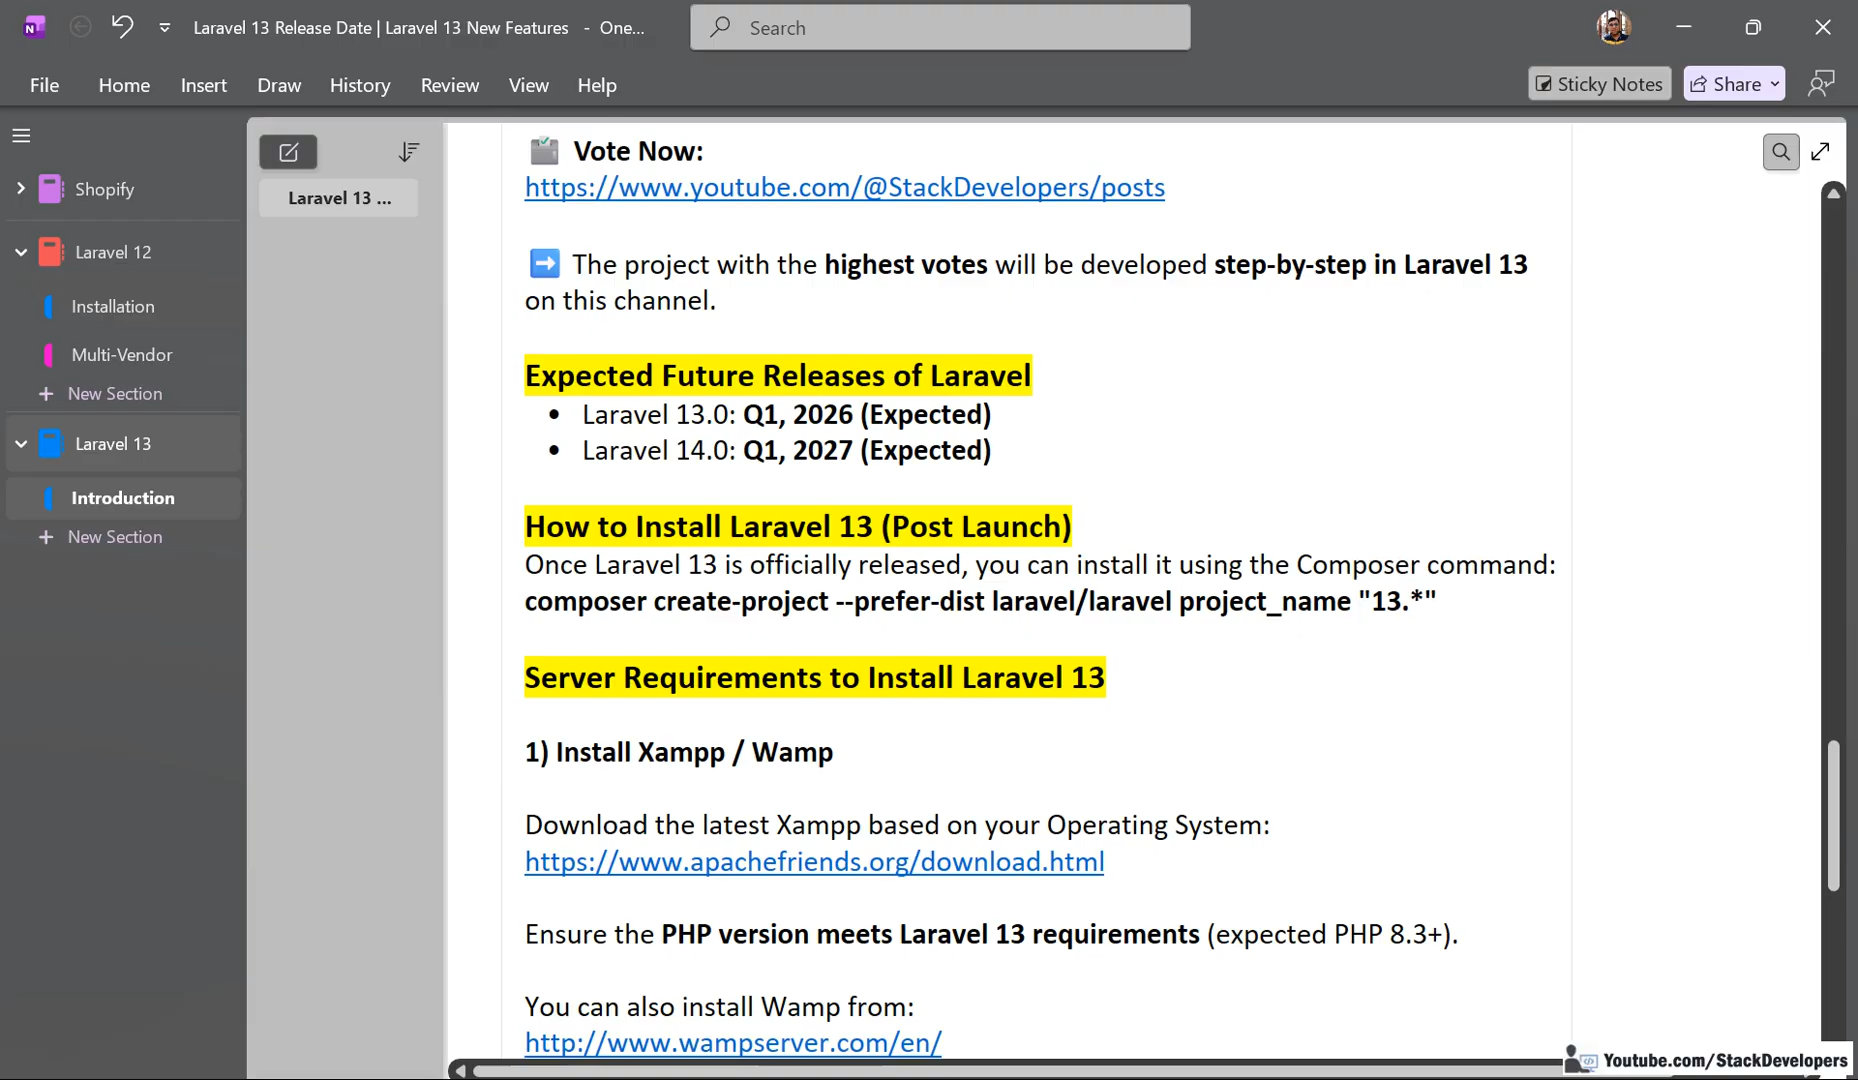 Laravel 13 Release Date | Laravel 13 New Features - One...
Search
File Home Insert Draw History Review View Help
Sticky Notes
Share
Shopify
Laravel 12
Installation
Multi-Vendor
+ New Section
Laravel 13
Introduction
+ New Section
Laravel 13 ...
Vote Now:
https://www.youtube.com/@StackDevelopers/posts
The project with the highest votes will be developed step-by-step in Laravel 13
on this channel.
Expected Future Releases of Laravel
• Laravel 13.0: Q1, 2026 (Expected)
• Laravel 14.0: Q1, 2027 (Expected)
How to Install Laravel 13 (Post Launch)
Once Laravel 13 is officially released, you can install it using the Composer command:
composer create-project --prefer-dist laravel/laravel project_name "13.*"
Server Requirements to Install Laravel 13
1) Install Xampp / Wamp
Download the latest Xampp based on your Operating System:
https://www.apachefriends.org/download.html
Ensure the PHP version meets Laravel 13 requirements (expected PHP 8.3+).
You can also install Wamp from:
http://www.wampserver.com/en/
Youtube.com/StackDevelopers